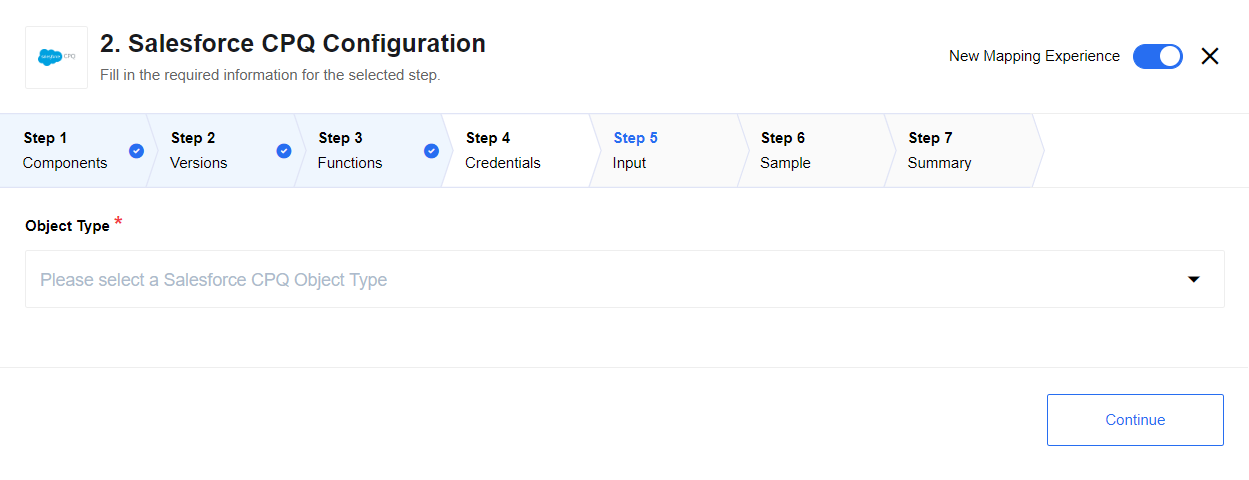 salesforce CPQ
2. Salesforce CPQ Configuration
Fill in the required information for the selected step.
New Mapping Experience
Step 1
Components
Step 2
Versions
Step 3
Functions
Step 4
Credentials
Step 5
Input
Step 6
Sample
Step 7
Summary
Object Type *
Please select a Salesforce CPQ Object Type
Continue